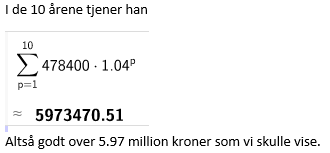 I de 10 årene tjener han
10
∑ 478400 · 1.04ᵖ
p=1
≈ 5973470.51
Altså godt over 5.97 million kroner som vi skulle vise.